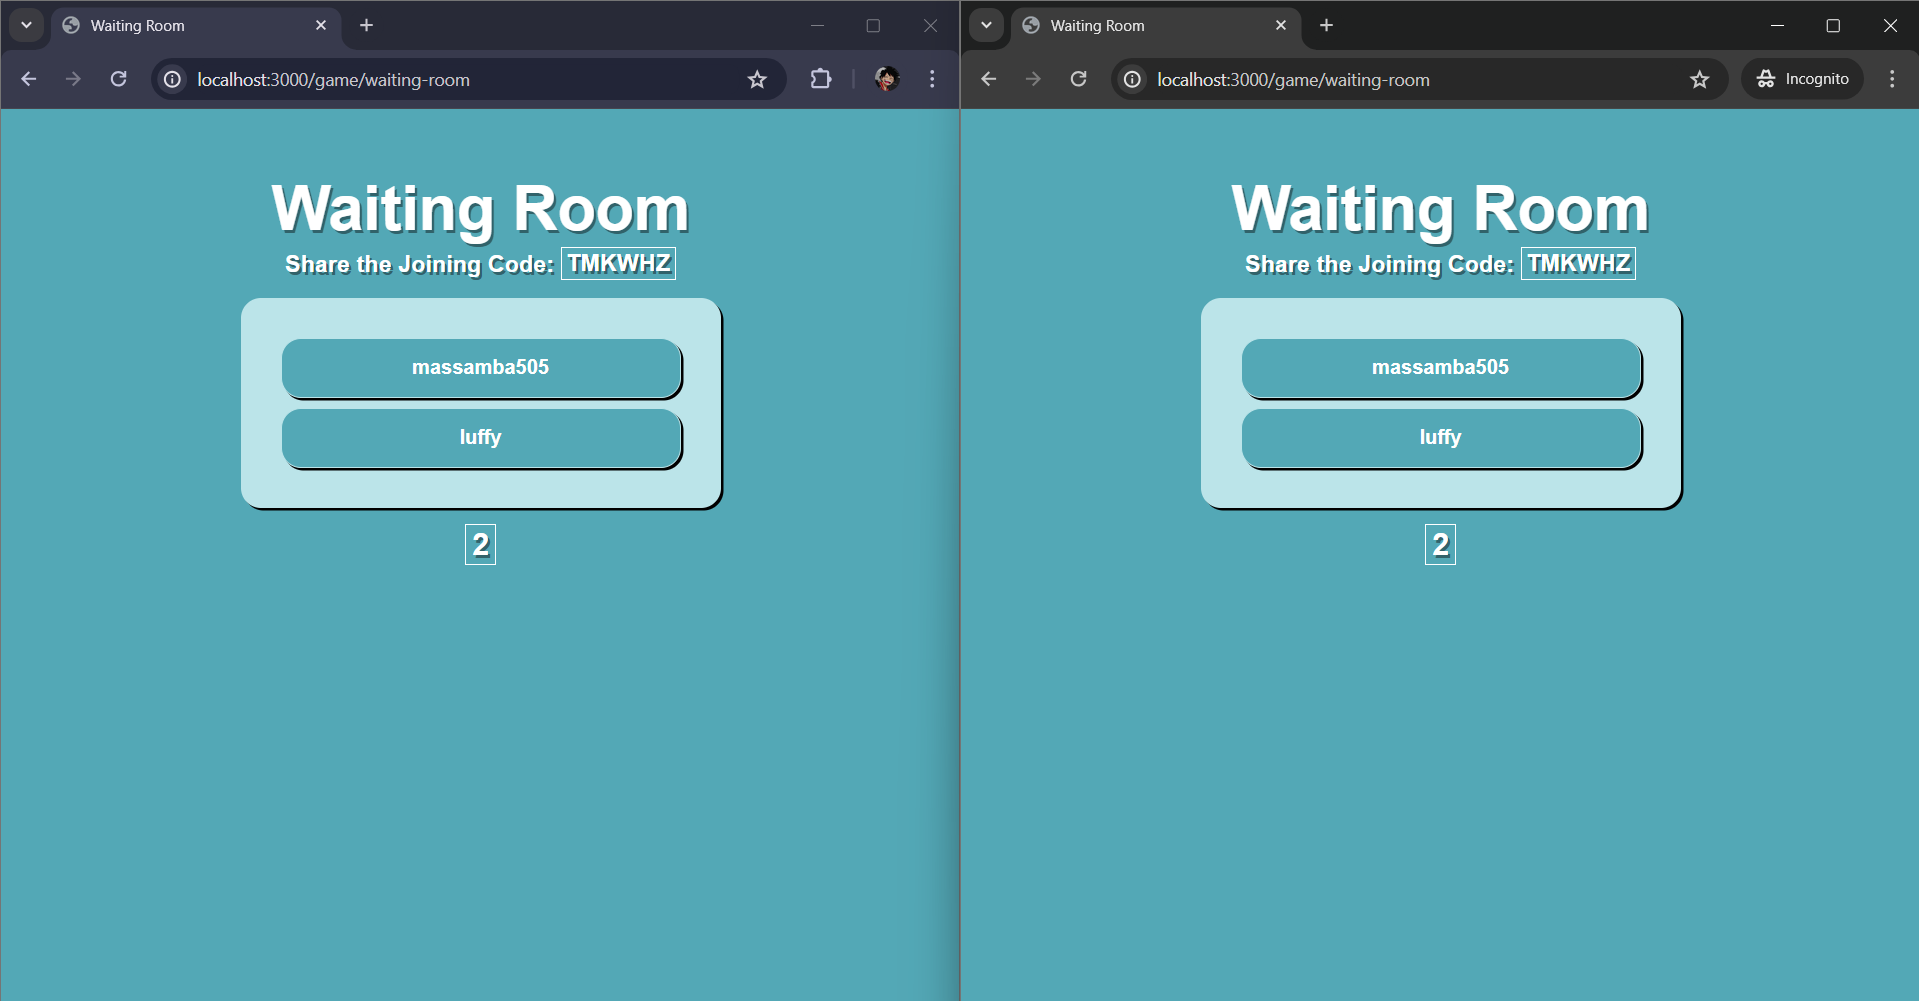 Waiting Room
localhost:3000/game/waiting-room
Waiting Room
Share the Joining Code: TMKWHZ
massamba505
luffy
2
Waiting Room
localhost:3000/game/waiting-room
Incognito
Waiting Room
Share the Joining Code: TMKWHZ
massamba505
luffy
2